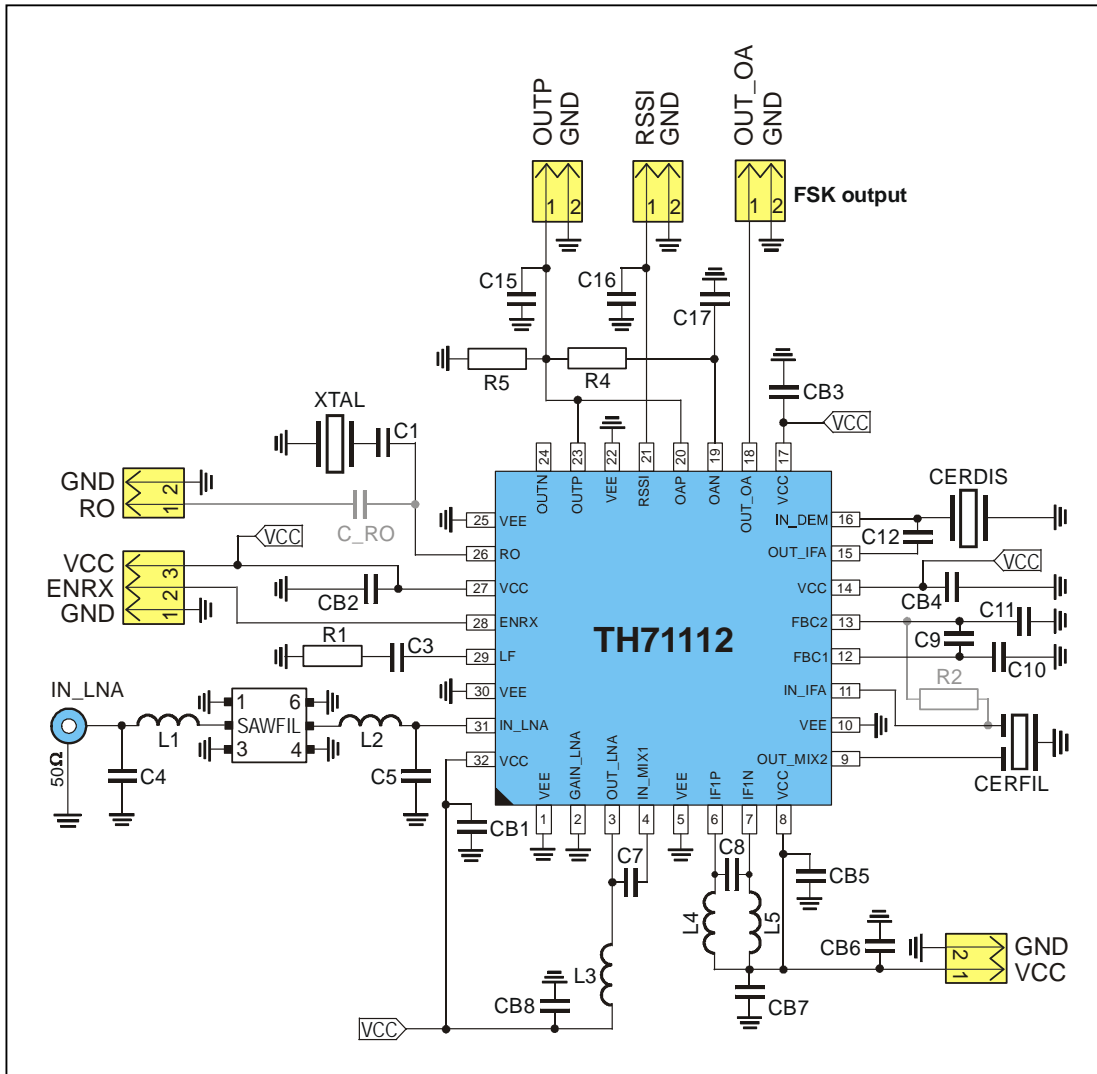 OUTP
GND
RSSI
GND
OUT_OA
GND
1
2
1
2
1
2
FSK output
C15
C16
C17
R5
R4
CB3
VCC
XTAL
C1
GND
RO
2
1
C_RO
VCC
VCC
ENRX
GND
3
2
1
CB2
R1
C3
IN_LNA
50Ω
C4
L1
1
6
SAWFIL
3
4
L2
C5
24
23
22
21
20
19
18
17
OUTN
OUTP
VEE
RSSI
OAP
OAN
OUT_OA
VCC
25
VEE
26
RO
27
VCC
28
ENRX
29
LF
30
VEE
31
IN_LNA
32
VCC
TH71112
IN_DEM
16
OUT_IFA
15
VCC
14
FBC2
13
FBC1
12
IN_IFA
11
VEE
10
OUT_MIX2
9
VEE
GAIN_LNA
OUT_LNA
IN_MIX1
VEE
IF1P
IF1N
VCC
1
2
3
4
5
6
7
8
CERDIS
C12
VCC
CB4
C11
C9
C10
R2
CERFIL
CB1
C7
C8
L4
L5
CB5
CB6
GND
VCC
2
1
L3
CB8
CB7
VCC